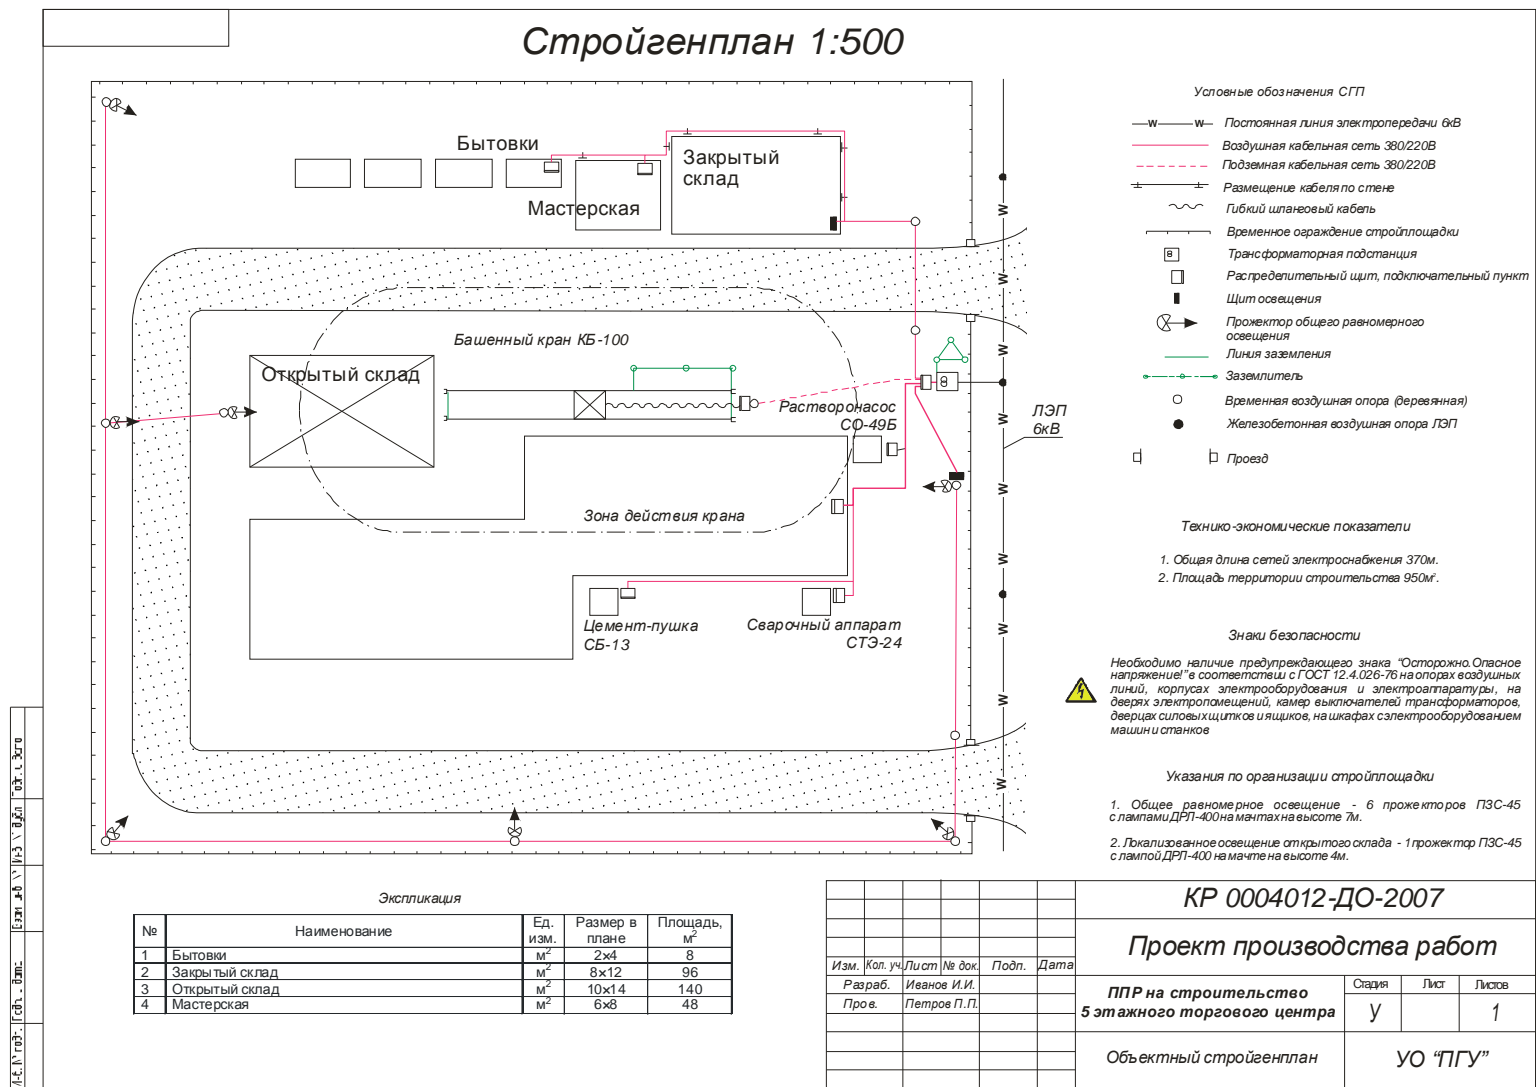 Стройгенплан 1:500
Бытовки
Закрытый
склад
Мастерская
Башенный кран КБ-100
Открытый склад
Растворонасос
СО-49Б
ЛЭП
6кВ
Зона действия крана
Цемент-пушка
СБ-13
Сварочный аппарат
СТЭ-24
W
W
W
W
W
W
W
W
W
Условные обозначения СГП
W W Постоянная линия электропередачи 6кВ
Воздушная кабельная сеть 380/220В
Подземная кабельная сеть 380/220В
Размещение кабеля по стене
Гибкий шланговый кабель
Временное ограждение стройплощадки
Трансформаторная подстанция
Распределительный щит, подключательный пункт
Щит освещения
Прожектор общего равномерного
освещения
Линия заземления
Заземлитель
Временная воздушная опора (деревянная)
Железобетонная воздушная опора ЛЭП
Проезд
Технико-экономические показатели
1. Общая длина сетей электроснабжения 370м.
2. Площадь территории строительства 950м².
Знаки безопасности
Необходимо наличие предупреждающего знака "Осторожно. Опасное
напряжение!" в соответствии с ГОСТ 12.4.026-76 на опорах воздушных
линий, корпусах электрооборудования и электроаппаратуры, на
дверях электропомещений, камер выключателей трансформаторов,
дверцах силовых щитков и ящиков, на шкафах с электрооборудованием
машин и станков
Указания по организации стройплощадки
1. Общее равномерное освещение - 6 прожекторов ПЗС-45
с лампами ДРЛ-400 на мачтах на высоте 7м.
2. Локализованное освещение открытого склада - 1 прожектор ПЗС-45
с лампой ДРЛ-400 на мачте на высоте 4м.
Экспликация
№ Наименование Ед. изм. Размер в плане Площадь, м²
1 Бытовки м² 2×4 8
2 Закрытый склад м² 8×12 96
3 Открытый склад м² 10×14 140
4 Мастерская м² 6×8 48
КР 0004012-ДО-2007
Проект производства работ
Изм. Кол. уч. Лист № док. Подп. Дата
Разраб. Иванов И.И.
Пров. Петров П.П.
ППР на строительство
5 этажного торгового центра
Стадия Лист Листов
У 1
Объектный стройгенплан
УО "ПГУ"